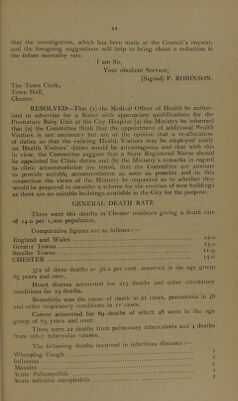 11
that the investigation, which has been made at the Council's request,
and the foregoing suggestions will help to bring about a reduction in
the infant mortality rate.
I am Sir,
Your obedient Servant,
(Signed) P. ROBINSON.
The Town Clerk,
Town Hall,
Chester.
RESOLVED—That (1) the Medical Officer of Health be author-
ised to advertise for a Sister with appropriate qualifications for the
Premature Baby Unit at the City Hospital (2) the Ministry be informed
that (a) the Committee think that the appointment of additional Health
Visitors is not necessary but are of the opinion that a re-allocation
of duties so that the existing Health Visitors may be employed solely
on Health Visitors' duties would be advantageous and that with this
in view, the Committee suggest that a State Registered Nurse should
be appointed for Clinic duties and (b) the Ministry's remarks in regard
to clinic accommodation are noted, that the Committee are anxious
to provide suitable accommodation as soon as possible and in this
connection the views of the Ministry be requested as to whether they
would be prepared to consider a scheme for the erection of new buildings
as there are no suitable buildings available in the City for the purpose.
GENERAL DEATH RATE
There were 661 deaths in Chester residents giving a death rate
of 14.0 per 1,000 population.
Comparative figures are as follows :—
England and Wales 12.0
Greater Towns 13.0
Smaller Towns 11.9
CHESTER 14.0
372 of these deaths or 56.2 per cent. occurred in the age group
65 years and over.
Heart disease accounted for 213 deaths and other circulatory
conditions for 29 deaths.
Bronchitis was the cause of death in 21 cases, pneumonia in 48
and other respiratory conditions in 11 cases.
Cancer accounted for 89 deaths of which 48 were in the age
group of 65 years and over.
There were 22 deaths from pulmonary tuberculosis and 4 deaths
from other tubercular causes.
The following deaths occurred in infectious diseases :—
Whooping Cough 1
Influenza
Measles
Acute Poliomyelitis
Acute infective encephalitis